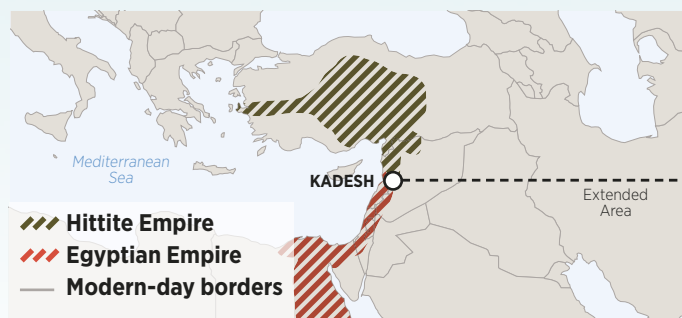 Mediterranean
Sea
KADESH
Extended
Area
Hittite Empire
Egyptian Empire
Modern-day borders